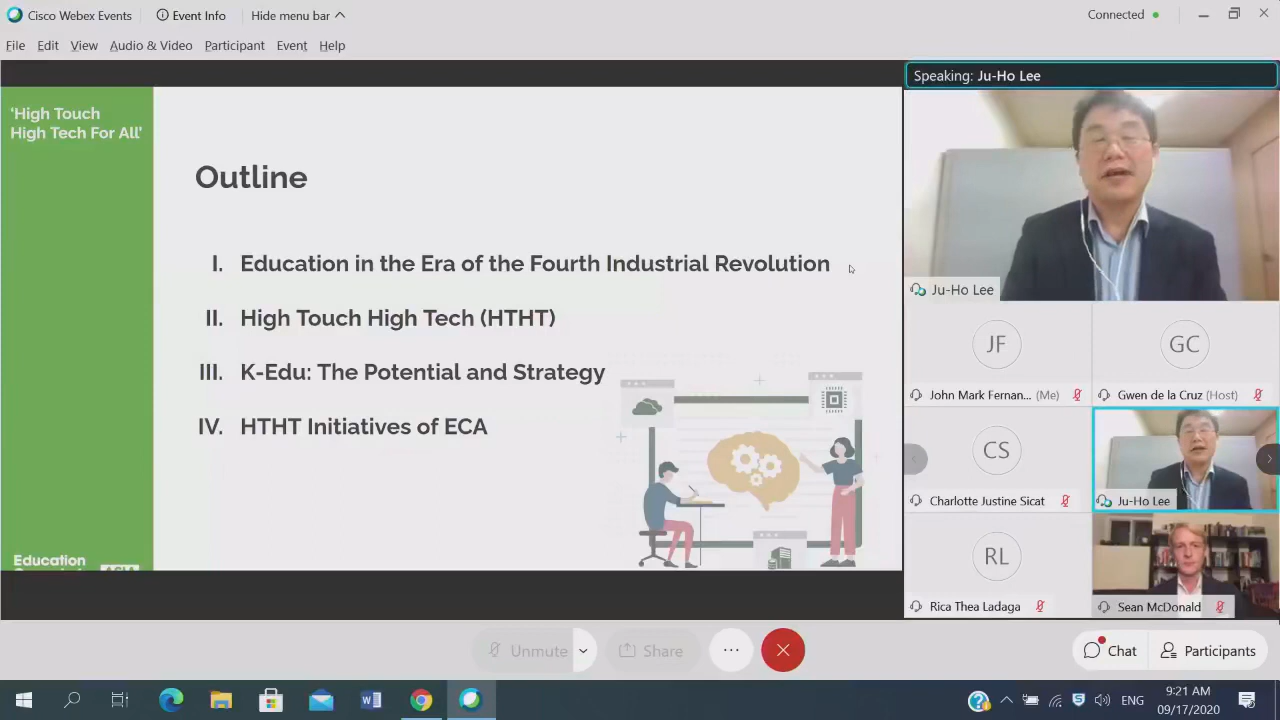 Cisco Webex Events
Event Info
Hide menu bar
Connected
File Edit View Audio & Video Participant Event Help
'High Touch
High Tech For All'
Outline
I. Education in the Era of the Fourth Industrial Revolution
II. High Touch High Tech (HTHT)
III. K-Edu: The Potential and Strategy
IV. HTHT Initiatives of ECA
Education
ASIA
Speaking: Ju-Ho Lee
Ju-Ho Lee
JF
John Mark Fernan... (Me)
GC
Gwen de la Cruz (Host)
CS
Charlotte Justine Sicat
Ju-Ho Lee
RL
Rica Thea Ladaga
Sean McDonald
Unmute
Share
Chat
Participants
ENG
9:21 AM
09/17/2020